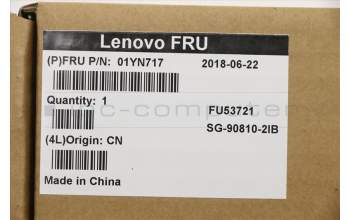 Lenovo FRU
(P)FRU P/N: 01YN717 2018-06-22
Quantity: 1
FU53721
SG-90810-2IB
(4L)Origin: CN
Made in China